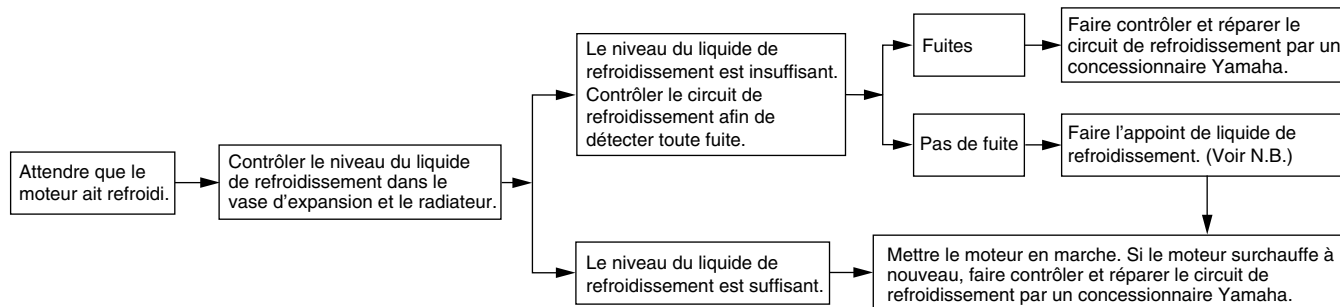 Attendre que le
moteur ait refroidi.
Contrôler le niveau du liquide
de refroidissement dans le
vase d'expansion et le radiateur.
Le niveau du liquide de
refroidissement est insuffisant.
Contrôler le circuit de
refroidissement afin de
détecter toute fuite.
Fuites
Faire contrôler et réparer le
circuit de refroidissement par un
concessionnaire Yamaha.
Pas de fuite
Faire l'appoint de liquide de
refroidissement. (Voir N.B.)
Le niveau du liquide de
refroidissement est suffisant.
Mettre le moteur en marche. Si le moteur surchauffe à
nouveau, faire contrôler et réparer le circuit de
refroidissement par un concessionnaire Yamaha.